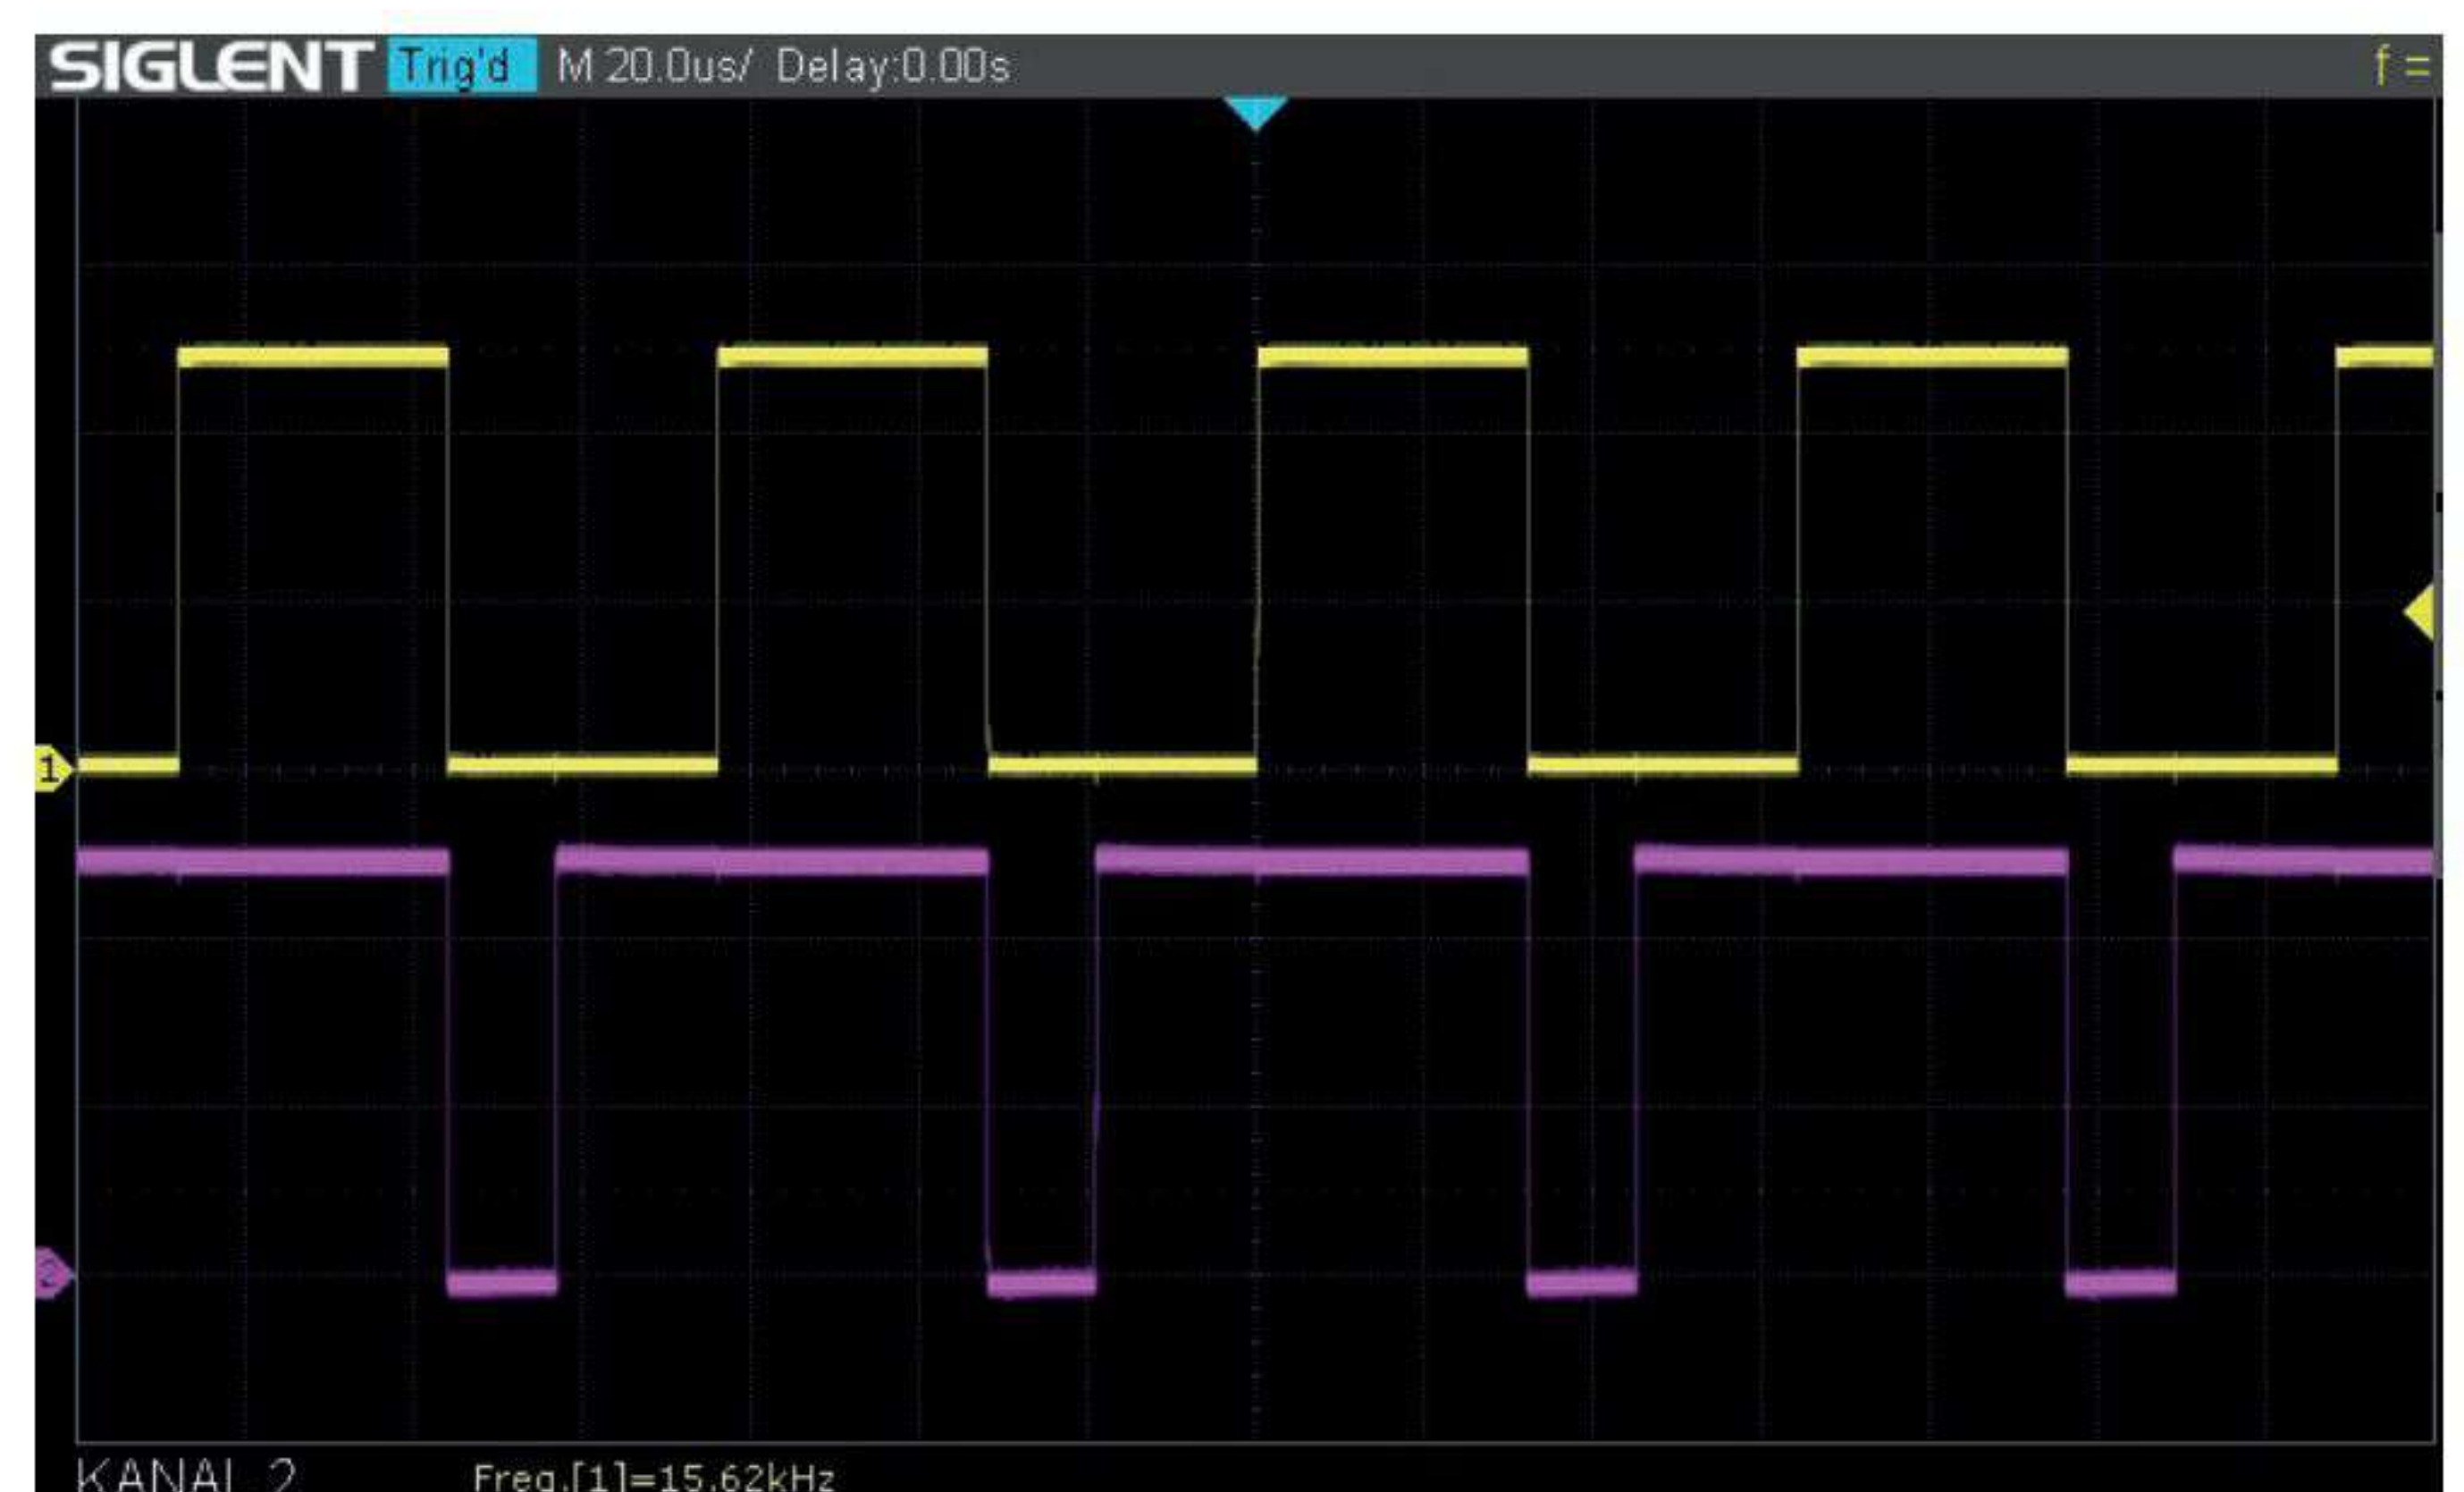 SIGLENT Trig'd M 20.0us/ Delay:0.00s f =
1
2
KANAL 2 Freq.[1]=15.62kHz